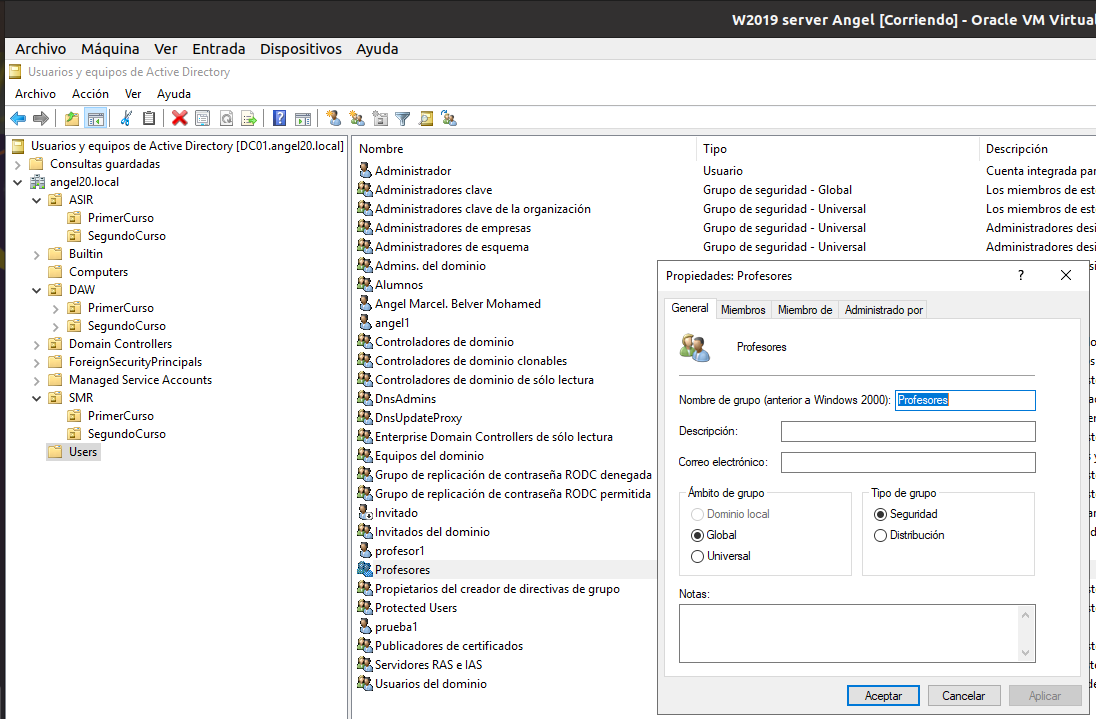 W2019 server Angel [Corriendo] - Oracle VM Virtual
Archivo Máquina Ver Entrada Dispositivos Ayuda
Usuarios y equipos de Active Directory
Archivo Acción Ver Ayuda
Usuarios y equipos de Active Directory [DC01.angel20.local]
Consultas guardadas
angel20.local
ASIR
PrimerCurso
SegundoCurso
Builtin
Computers
DAW
PrimerCurso
SegundoCurso
Domain Controllers
ForeignSecurityPrincipals
Managed Service Accounts
SMR
PrimerCurso
SegundoCurso
Users
Nombre Tipo Descripción
Administrador Usuario Cuenta integrada par
Administradores clave Grupo de seguridad - Global Los miembros de est
Administradores clave de la organización Grupo de seguridad - Universal Los miembros de est
Administradores de empresas Grupo de seguridad - Universal Administradores desi
Administradores de esquema Grupo de seguridad - Universal Administradores desi
Admins. del dominio
Alumnos
Angel Marcel. Belver Mohamed
angel1
Controladores de dominio
Controladores de dominio clonables
Controladores de dominio de sólo lectura
DnsAdmins
DnsUpdateProxy
Enterprise Domain Controllers de sólo lectura
Equipos del dominio
Grupo de replicación de contraseña RODC denegada
Grupo de replicación de contraseña RODC permitida
Invitado
Invitados del dominio
profesor1
Profesores
Propietarios del creador de directivas de grupo
Protected Users
prueba1
Publicadores de certificados
Servidores RAS e IAS
Usuarios del dominio
Propiedades: Profesores
General Miembros Miembro de Administrado por
Profesores
Nombre de grupo (anterior a Windows 2000): Profesores
Descripción:
Correo electrónico:
Ámbito de grupo
Dominio local
Global
Universal
Tipo de grupo
Seguridad
Distribución
Notas:
Aceptar Cancelar Aplicar